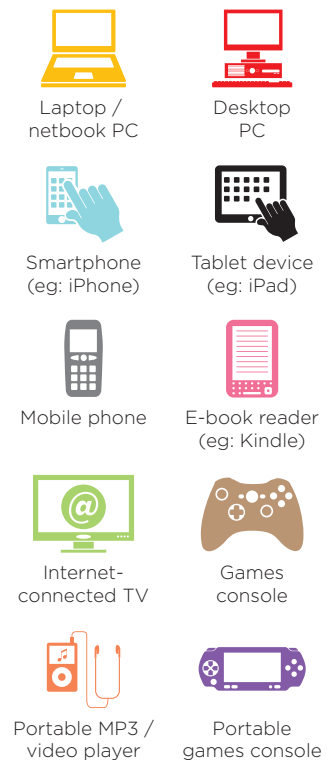 Laptop /
netbook PC
Desktop
PC
Smartphone
(eg: iPhone)
Tablet device
(eg: iPad)
Mobile phone
E-book reader
(eg: Kindle)
@
Internet-
connected TV
Games
console
Portable MP3 /
video player
Portable
games console